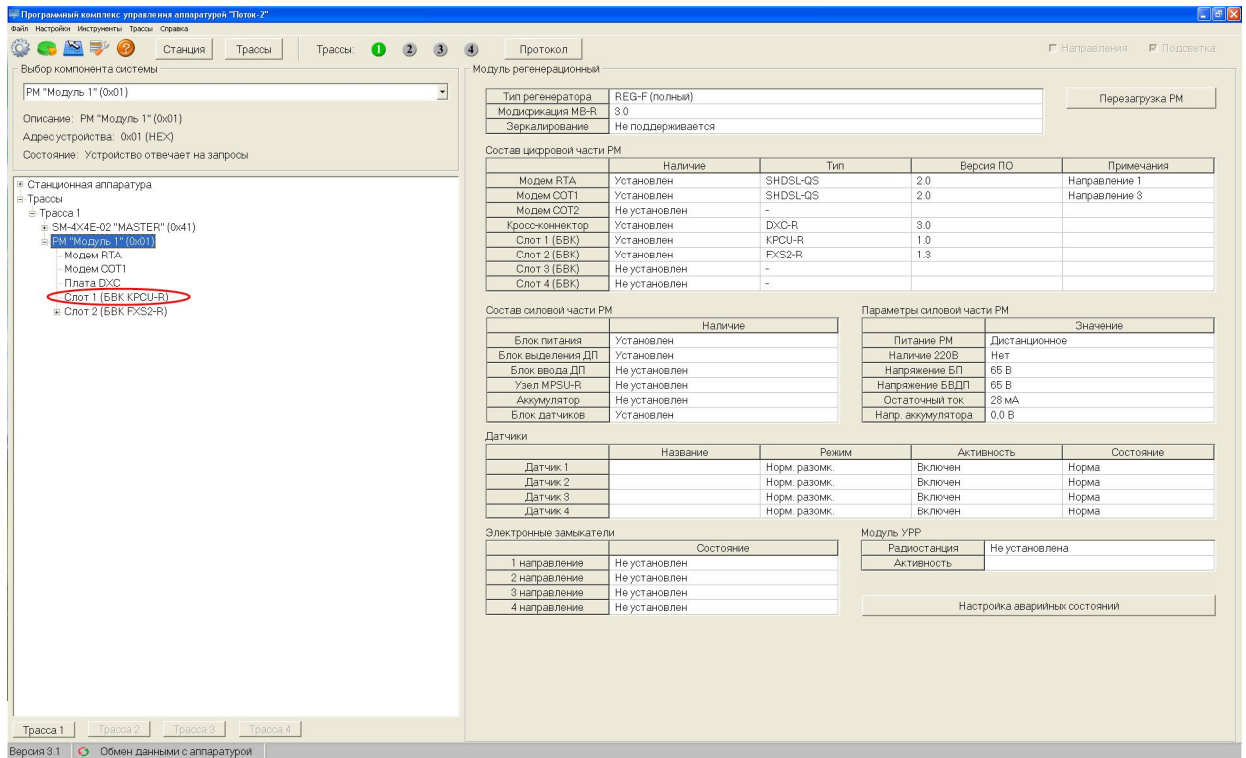 Программный комплекс управления аппаратурой "Поток-2"
Файл Настройки Инструменты Трассы Справка
Станция Трассы Трассы: 1 2 3 4 Протокол Направления Подсветка
Выбор компонента системы
РМ "Модуль 1" (0x01)
Описание: РМ "Модуль 1" (0x01)
Адрес устройства: 0x01 (HEX)
Состояние: Устройство отвечает на запросы
Станционная аппаратура
Трассы
Трасса 1
SM-4X4E-02 "MASTER" (0x41)
РМ "Модуль 1" (0x01)
Модем RTA
Модем COT1
Плата DXC
Слот 1 (БВК KPCU-R)
Слот 2 (БВК FXS2-R)
Трасса 1 Трасса 2 Трасса 3 Трасса 4
Модуль регенерационный
Тип регенератора REG-F (полный)
Модификация MB-R 3.0
Зеркалирование Не поддерживается
Перезагрузка РМ
Состав цифровой части РМ
Наличие Тип Версия ПО Примечания
Модем RTA Установлен SHDSL-QS 2.0 Направление 1
Модем COT1 Установлен SHDSL-QS 2.0 Направление 3
Модем COT2 Не установлен -
Кросс-коннектор Установлен DXC-R 3.0
Слот 1 (БВК) Установлен KPCU-R 1.0
Слот 2 (БВК) Установлен FXS2-R 1.3
Слот 3 (БВК) Не установлен -
Слот 4 (БВК) Не установлен -
Состав силовой части РМ
Наличие
Блок питания Установлен
Блок выделения ДП Установлен
Блок ввода ДП Не установлен
Узел MPSU-R Не установлен
Аккумулятор Не установлен
Блок датчиков Установлен
Параметры силовой части РМ
Значение
Питание РМ Дистанционное
Наличие 220В Нет
Напряжение БП 65 В
Напряжение БВДП 65 В
Остаточный ток 28 мА
Напр. аккумулятора 0,0 В
Датчики
Название Режим Активность Состояние
Датчик 1 Норм. разомк. Включен Норма
Датчик 2 Норм. разомк. Включен Норма
Датчик 3 Норм. разомк. Включен Норма
Датчик 4 Норм. разомк. Включен Норма
Электронные замыкатели
Состояние
1 направление Не установлен
2 направление Не установлен
3 направление Не установлен
4 направление Не установлен
Модуль УРР
Радиостанция Не установлена
Активность
Настройка аварийных состояний
Версия 3.1 Обмен данными с аппаратурой